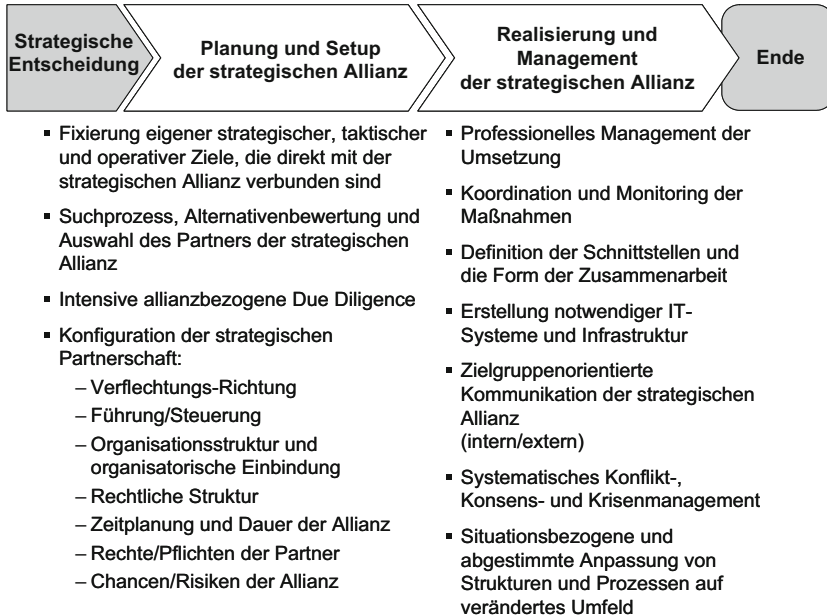 Strategische
Entscheidung
Planung und Setup
der strategischen Allianz
Realisierung und
Management
der strategischen Allianz
Ende
▪ Fixierung eigener strategischer, taktischer
und operativer Ziele, die direkt mit der
strategischen Allianz verbunden sind
▪ Suchprozess, Alternativenbewertung und
Auswahl des Partners der strategischen
Allianz
▪ Intensive allianzbezogene Due Diligence
▪ Konfiguration der strategischen
Partnerschaft:
– Verflechtungs-Richtung
– Führung/Steuerung
– Organisationsstruktur und
organisatorische Einbindung
– Rechtliche Struktur
– Zeitplanung und Dauer der Allianz
– Rechte/Pflichten der Partner
– Chancen/Risiken der Allianz
▪ Professionelles Management der
Umsetzung
▪ Koordination und Monitoring der
Maßnahmen
▪ Definition der Schnittstellen und
die Form der Zusammenarbeit
▪ Erstellung notwendiger IT-
Systeme und Infrastruktur
▪ Zielgruppenorientierte
Kommunikation der strategischen
Allianz
(intern/extern)
▪ Systematisches Konflikt-,
Konsens- und Krisenmanagement
▪ Situationsbezogene und
abgestimmte Anpassung von
Strukturen und Prozessen auf
verändertes Umfeld